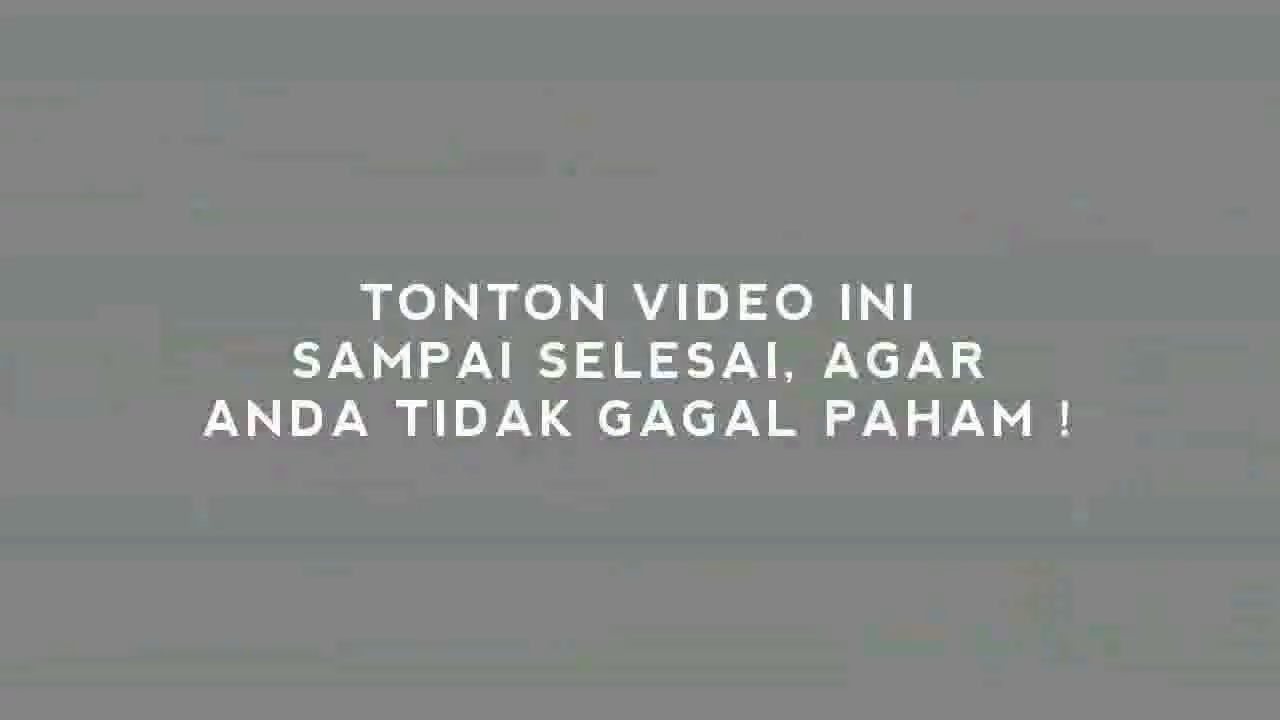 TONTON VIDEO INI
SAMPAI SELESAI, AGAR
ANDA TIDAK GAGAL PAHAM !